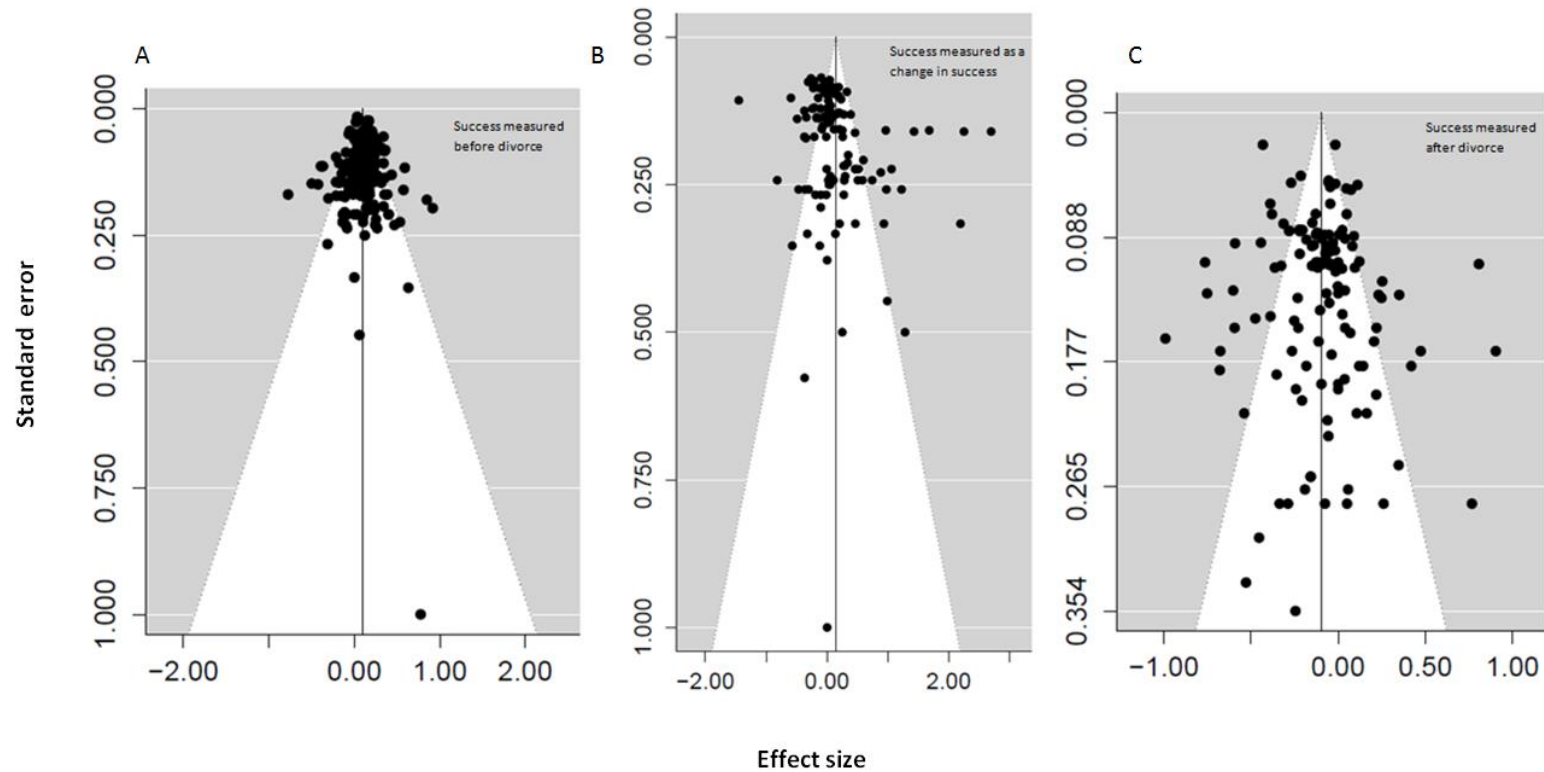 A
Success measured
before divorce
0.000
0.250
0.500
0.750
1.000
−2.00
0.00
1.00
2.00
B
Success measured as a
change in success
0.000
0.250
0.500
0.750
1.000
−2.00
0.00
2.00
C
Success measured
after divorce
0.000
0.088
0.177
0.265
0.354
−1.00
0.00
0.50
1.00
Standard error
Effect size